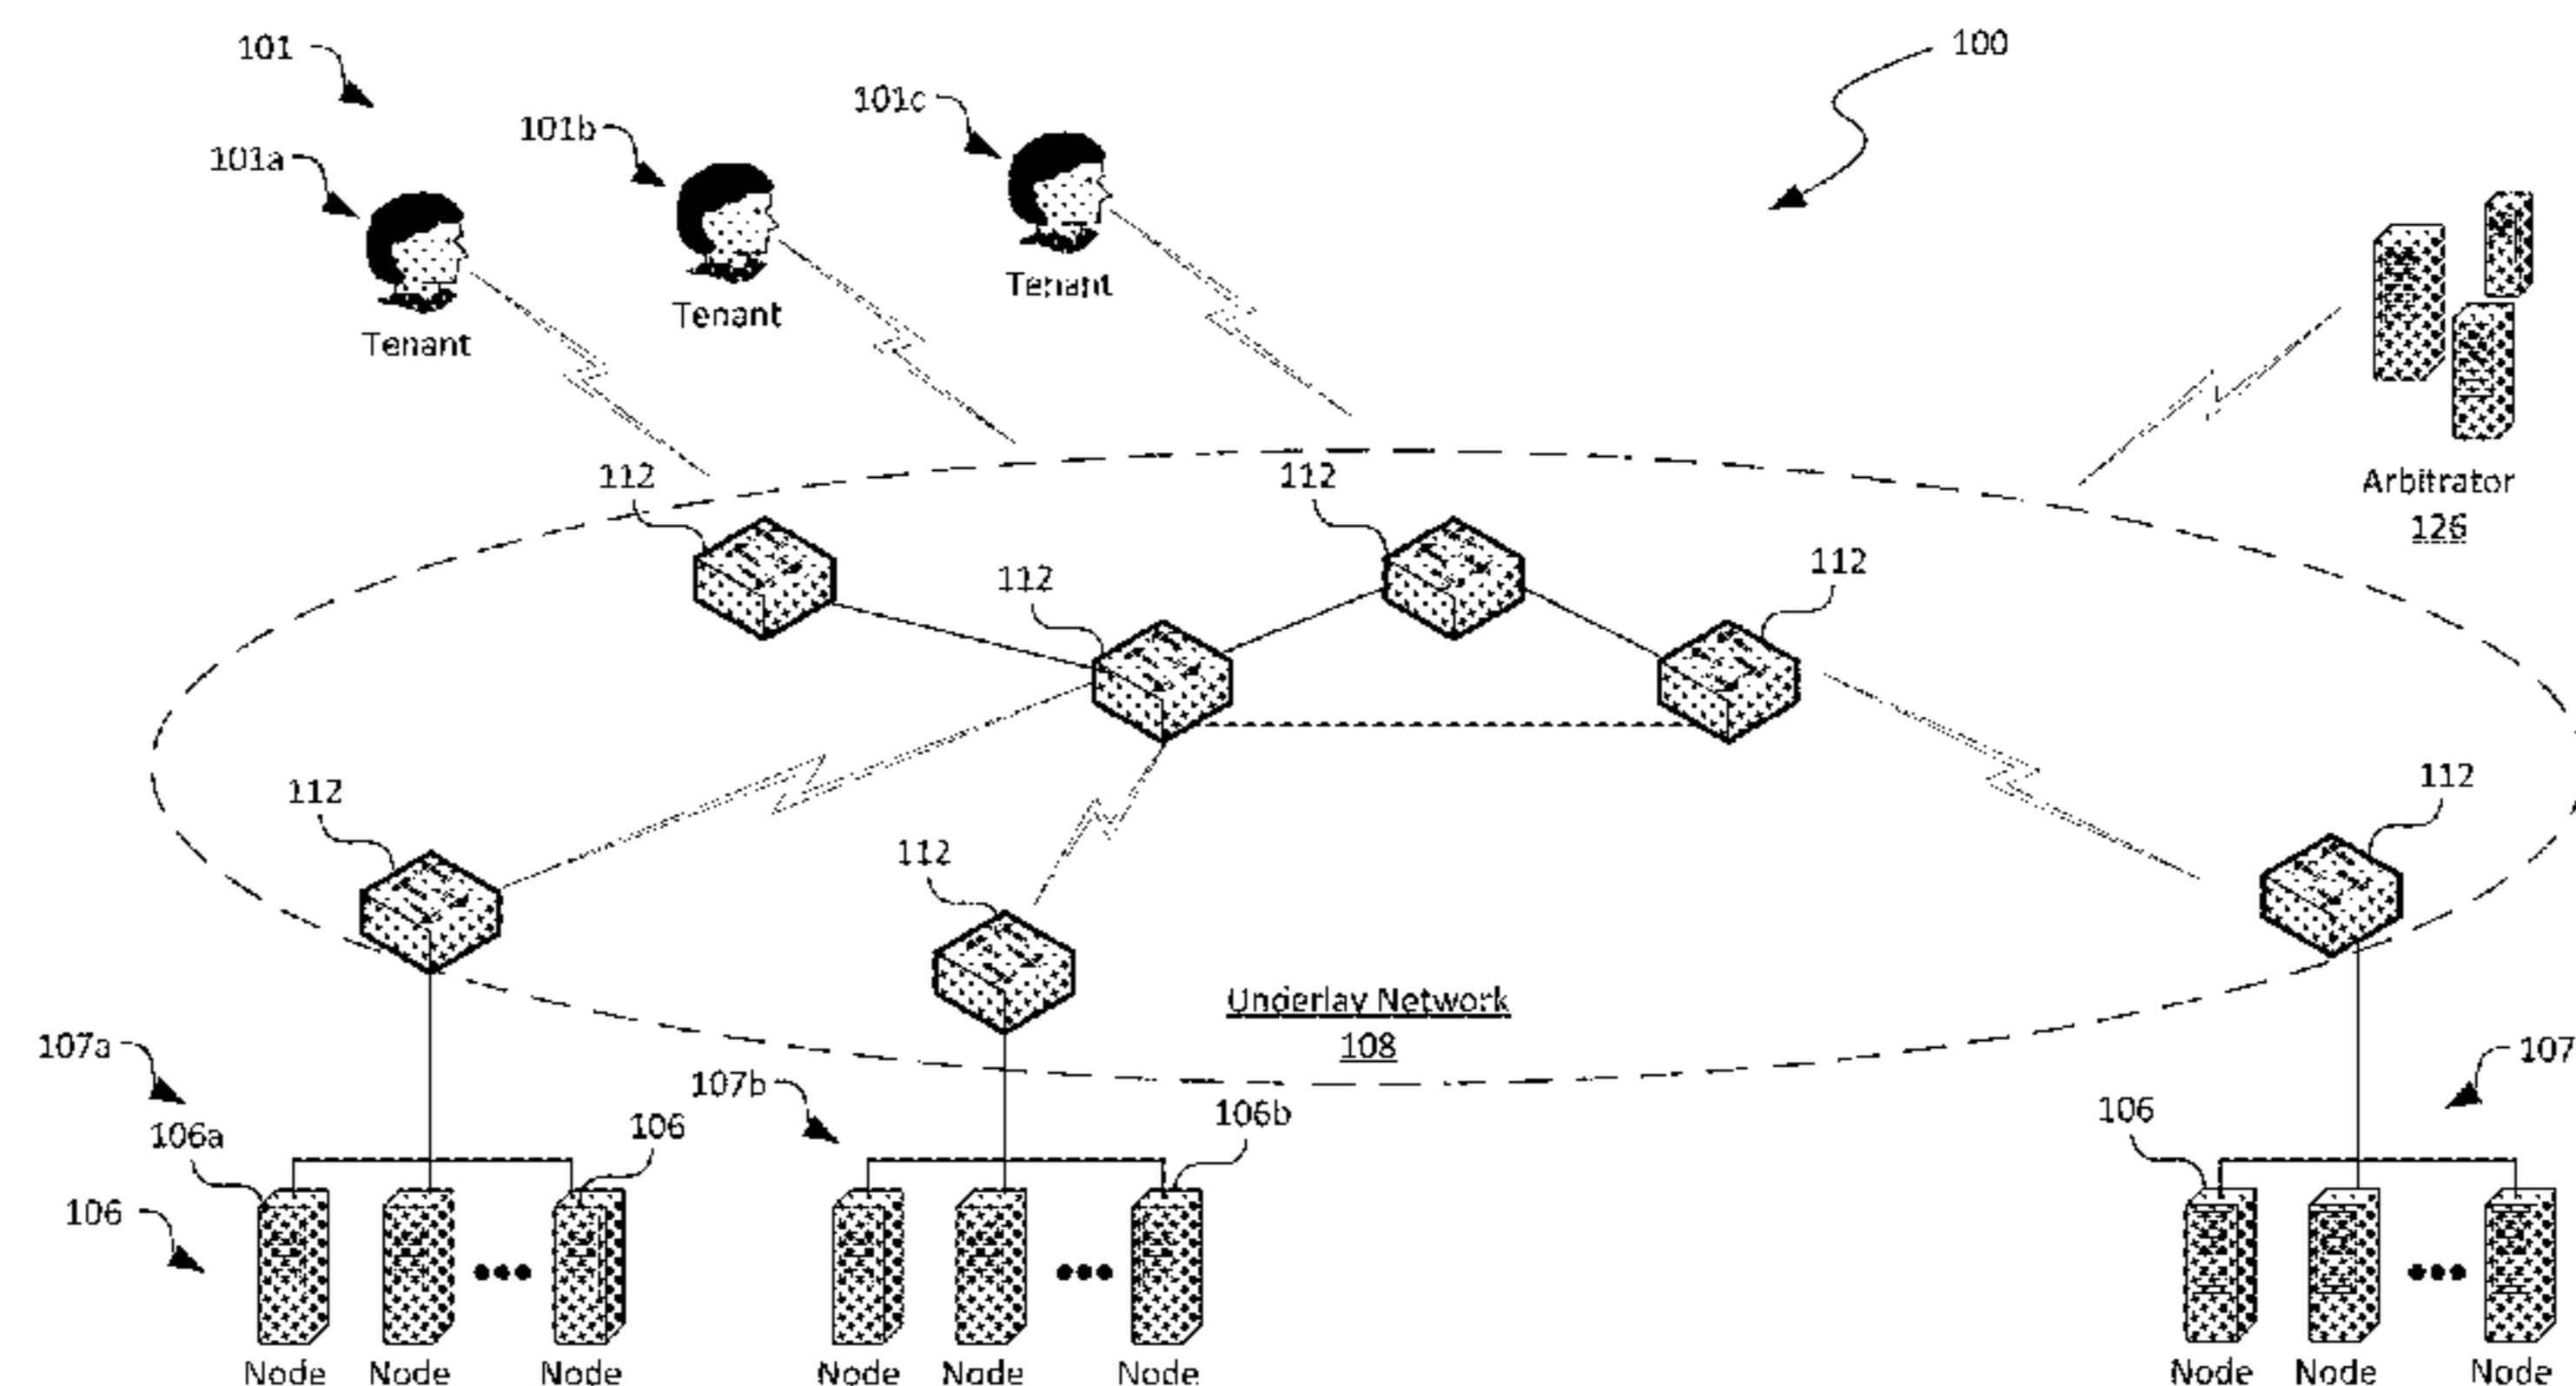 101
100
101c
101b
101a
Tenant
Tenant
Tenant
Arbitrator
126
112
112
112
112
112
112
112
Underlay Network
108
107a
107b
107
106a
106
106b
106
106
Node
Node
Node
Node
Node
Node
Node
Node
Node